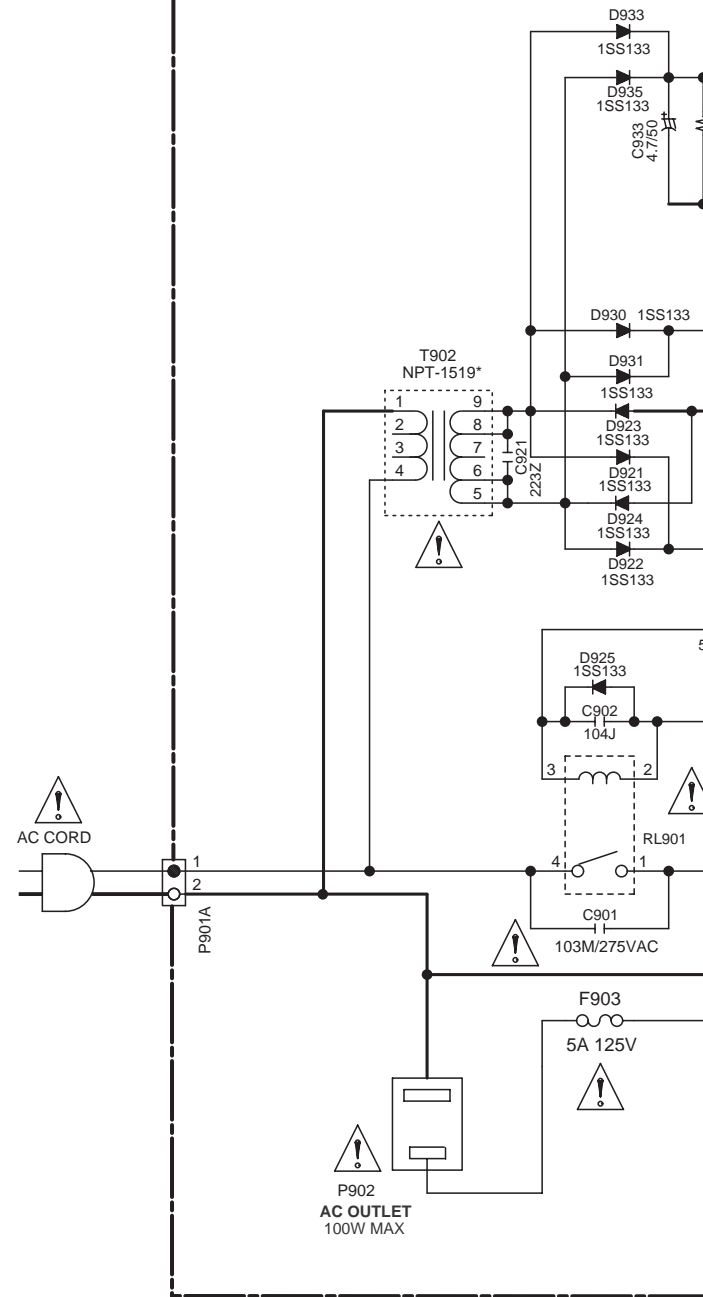 D933
1SS133
D935
1SS133
C933
4.7/50
+
D930 1SS133
T902
NPT-1519*
D931
1SS133
1
9
2
8
D923
1SS133
3
7
C921
223Z
4
6
D921
1SS133
5
D924
1SS133
D922
1SS133
!
5
D925
1SS133
C902
104J
3
2
!
!
AC CORD
RL901
1
4
1
2
P901A
C901
103M/275VAC
!
F903
5A 125V
!
!
P902
AC OUTLET
100W MAX